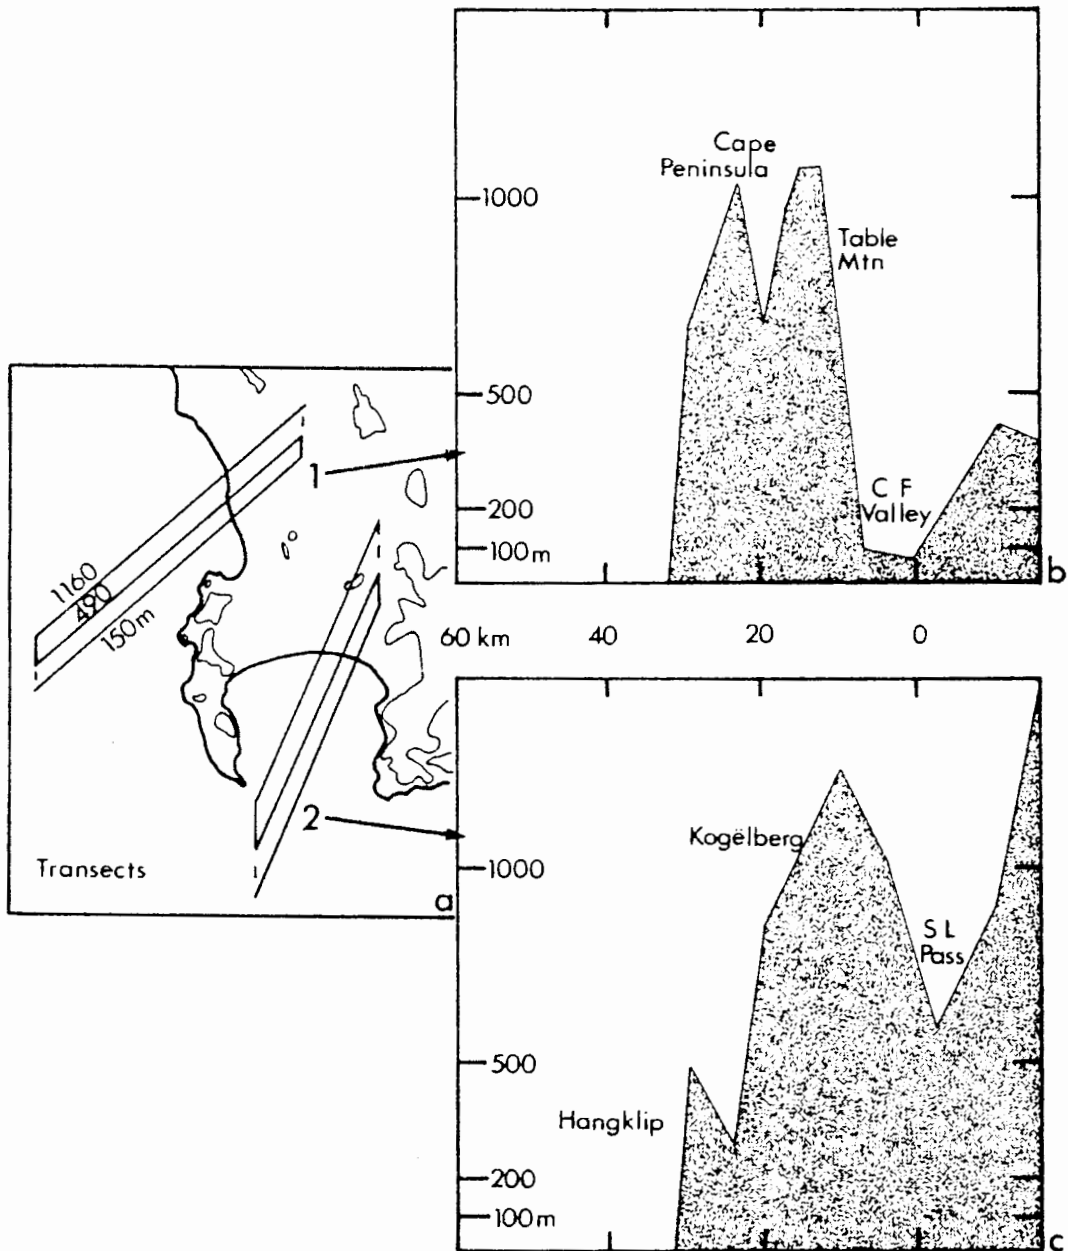 Cape
Peninsula
1000
Table
Mtn
500
C F
Valley
200
100m
b
60 km 40 20 0
1
1160
490
150m
2
Transects
a
Kogëlberg
1000
S L
Pass
500
Hangklip
200
100m
c